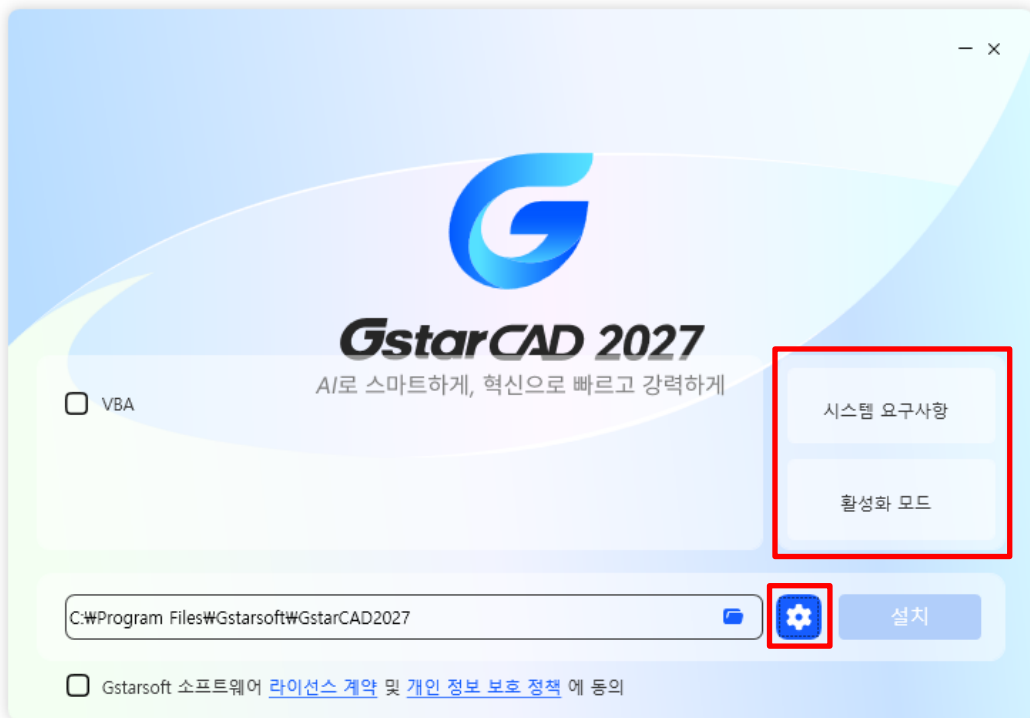 GstarCAD 2027
AI로 스마트하게, 혁신으로 빠르고 강력하게
VBA
시스템 요구사항
활성화 모드
C:₩Program Files₩Gstarsoft₩GstarCAD2027
설치
Gstarsoft 소프트웨어 라이선스 계약 및 개인 정보 보호 정책 에 동의